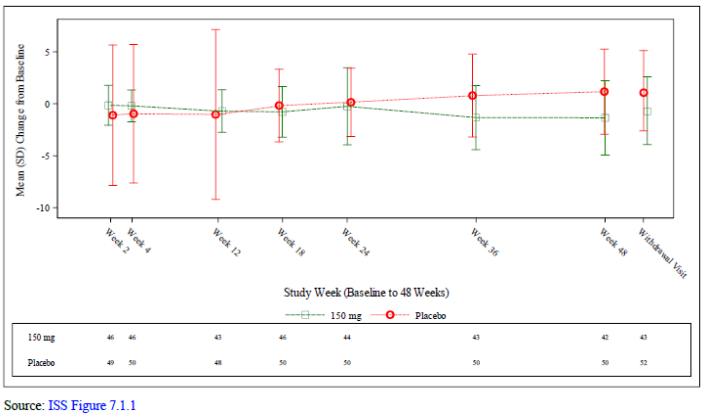 Mean (SD) Change from Baseline
5
0
-5
-10
Week 2 Week 4 Week 12 Week 18 Week 24 Week 36 Week 48 Withdrawal Visit
Study Week (Baseline to 48 Weeks)
150 mg Placebo
150 mg 46 46 43 46 44 43 42 43
Placebo 49 50 48 50 50 50 50 52
Source: ISS Figure 7.1.1